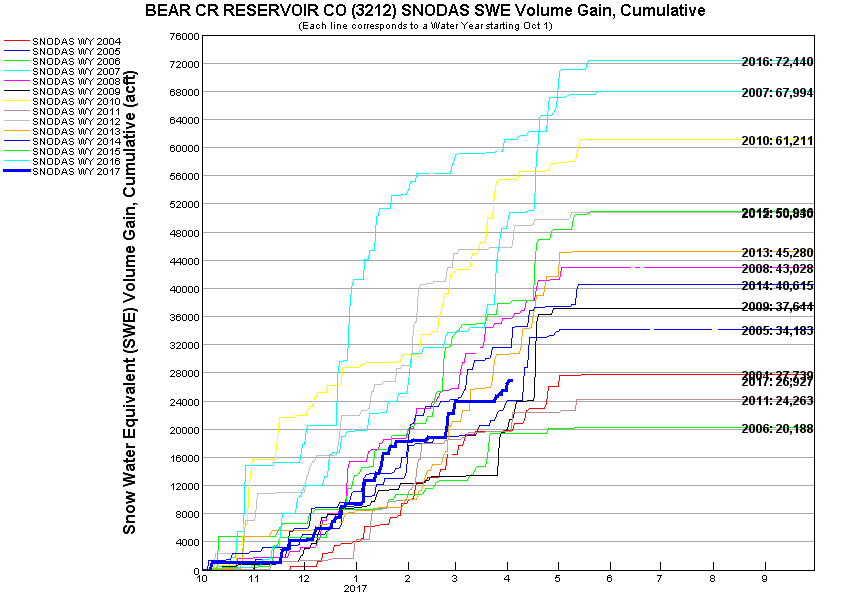 BEAR CR RESERVOIR CO (3212) SNODAS SWE Volume Gain, Cumulative
(Each line corresponds to a Water Year starting Oct 1)
SNODAS WY 2004
SNODAS WY 2005
SNODAS WY 2006
SNODAS WY 2007
SNODAS WY 2008
SNODAS WY 2009
SNODAS WY 2010
SNODAS WY 2011
SNODAS WY 2012
SNODAS WY 2013
SNODAS WY 2014
SNODAS WY 2015
SNODAS WY 2016
SNODAS WY 2017
Snow Water Equivalent (SWE) Volume Gain, Cumulative (acft)
76000
72000
68000
64000
60000
56000
52000
48000
44000
40000
36000
32000
28000
24000
20000
16000
12000
8000
4000
0
2016: 72,440
2007: 67,994
2010: 61,211
2013: 45,280
2008: 43,028
2014: 40,615
2009: 37,644
2005: 34,183
2004: 27,739
2017: 26,927
2011: 24,263
2006: 20,188
10 11 12 1 2 3 4 5 6 7 8 9
2017